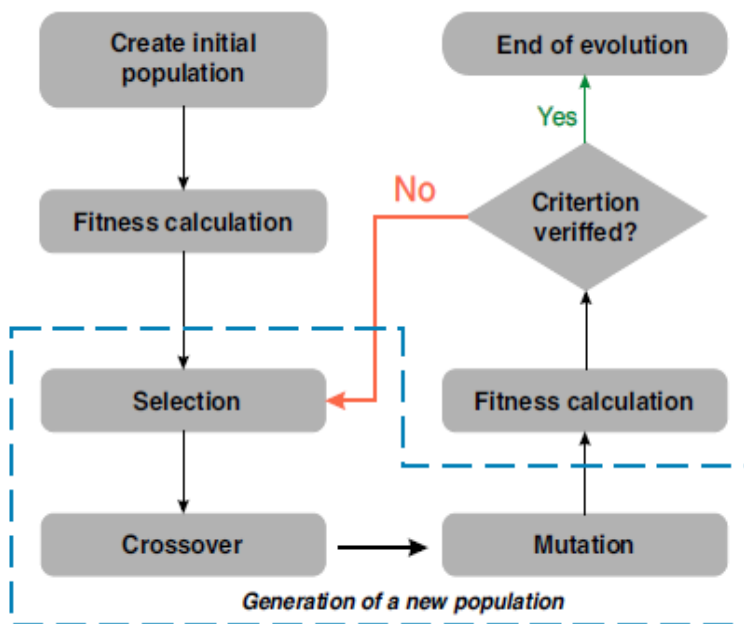 Create initial
population
Fitness calculation
Selection
Crossover
Mutation
Fitness calculation
Critertion
veriffed?
No
Yes
End of evolution
Generation of a new population